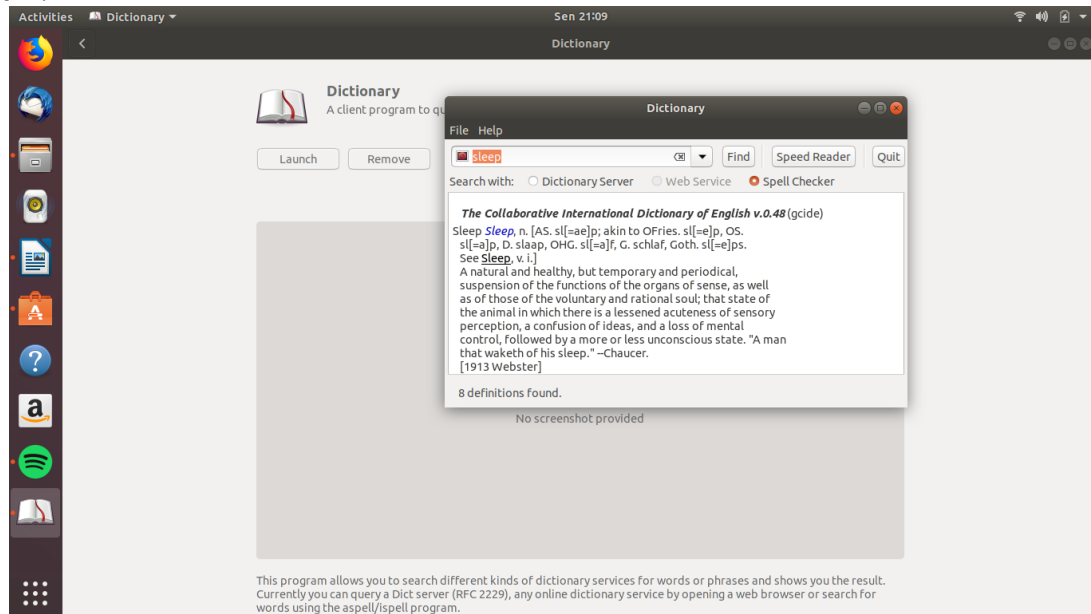 Activities Dictionary Sen 21:09
Dictionary
Dictionary
A client program to qu
Launch Remove
Dictionary
File Help
sleep Find Speed Reader Quit
Search with: Dictionary Server Web Service Spell Checker
The Collaborative International Dictionary of English v.0.48 (gcide)
Sleep Sleep, n. [AS. sl[=ae]p; akin to OFries. sl[=e]p, OS.
sl[=a]p, D. slaap, OHG. sl[=a]f, G. schlaf, Goth. sl[=e]ps.
See Sleep, v. i.]
A natural and healthy, but temporary and periodical,
suspension of the functions of the organs of sense, as well
as of those of the voluntary and rational soul; that state of
the animal in which there is a lessened acuteness of sensory
perception, a confusion of ideas, and a loss of mental
control, followed by a more or less unconscious state. "A man
that waketh of his sleep." --Chaucer.
[1913 Webster]
8 definitions found.
No screenshot provided
This program allows you to search different kinds of dictionary services for words or phrases and shows you the result.
Currently you can query a Dict server (RFC 2229), any online dictionary service by opening a web browser or search for
words using the aspell/ispell program.